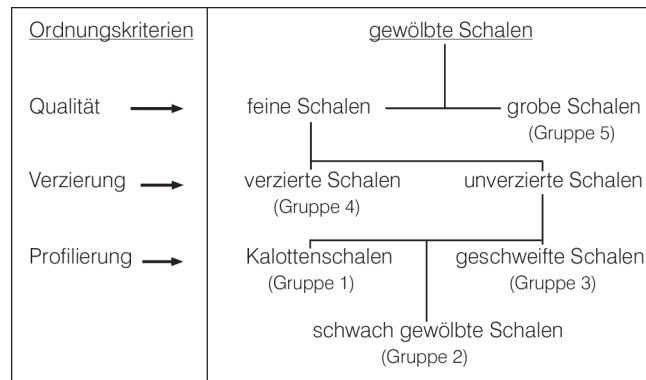 Ordnungskriterien gewölbte Schalen
Qualität feine Schalen grobe Schalen
(Gruppe 5)
Verzierung verzierte Schalen unverzierte Schalen
(Gruppe 4)
Profilierung Kalottenschalen geschweifte Schalen
(Gruppe 1) (Gruppe 3)
schwach gewölbte Schalen
(Gruppe 2)